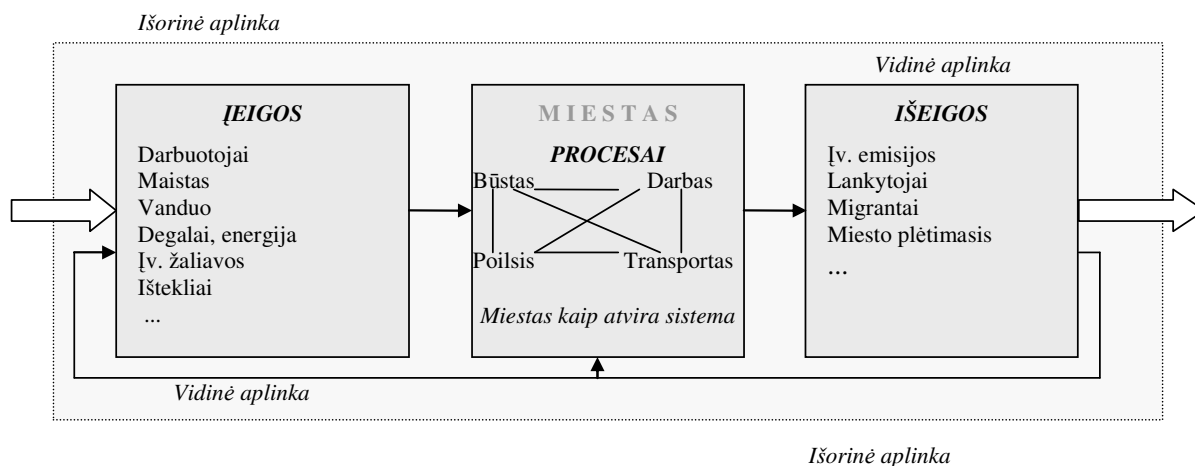 Išorinė aplinka
Vidinė aplinka
ĮEIGOS
Darbuotojai
Maistas
Vanduo
Degalai, energija
Įv. žaliavos
Ištekliai
...
MIESTAS
PROCESAI
Būstas Darbas
Poilsis Transportas
Miestas kaip atvira sistema
IŠEIGOS
Įv. emisijos
Lankytojai
Migrantai
Miesto plėtimasis
...
Vidinė aplinka
Išorinė aplinka